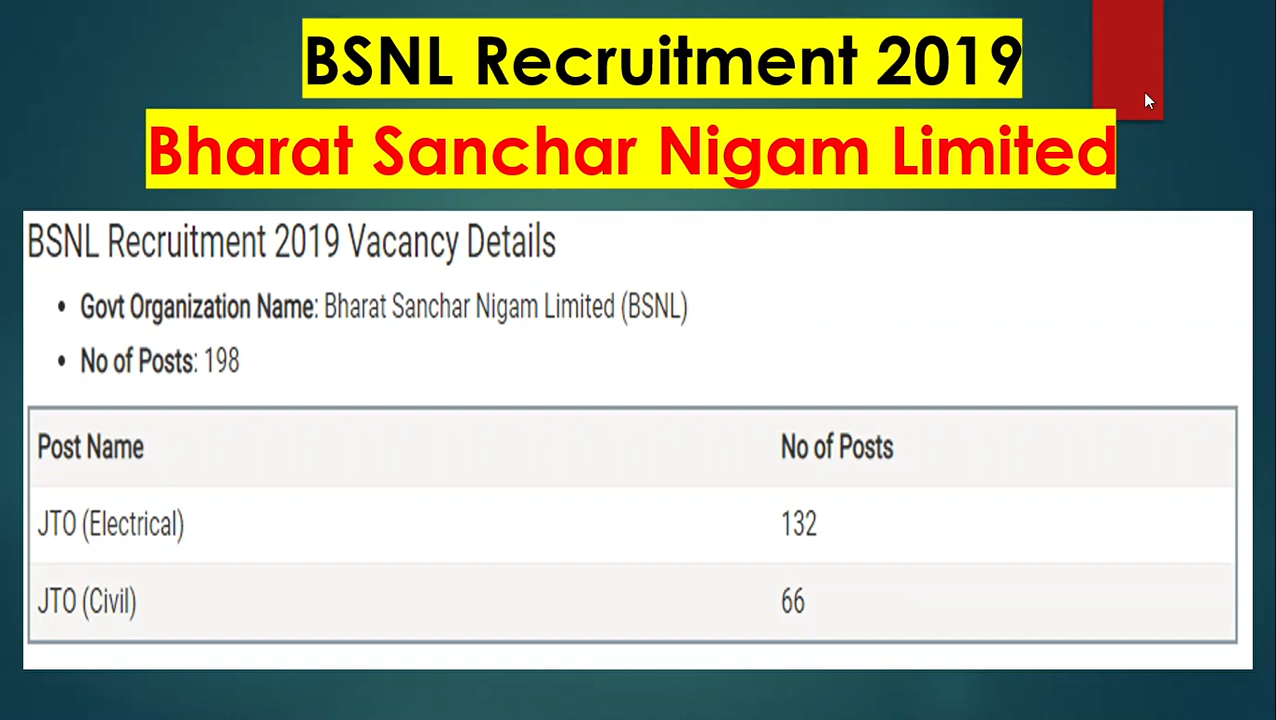 BSNL Recruitment 2019
Bharat Sanchar Nigam Limited
BSNL Recruitment 2019 Vacancy Details
• Govt Organization Name: Bharat Sanchar Nigam Limited (BSNL)
• No of Posts: 198
Post Name No of Posts
JTO (Electrical) 132
JTO (Civil) 66